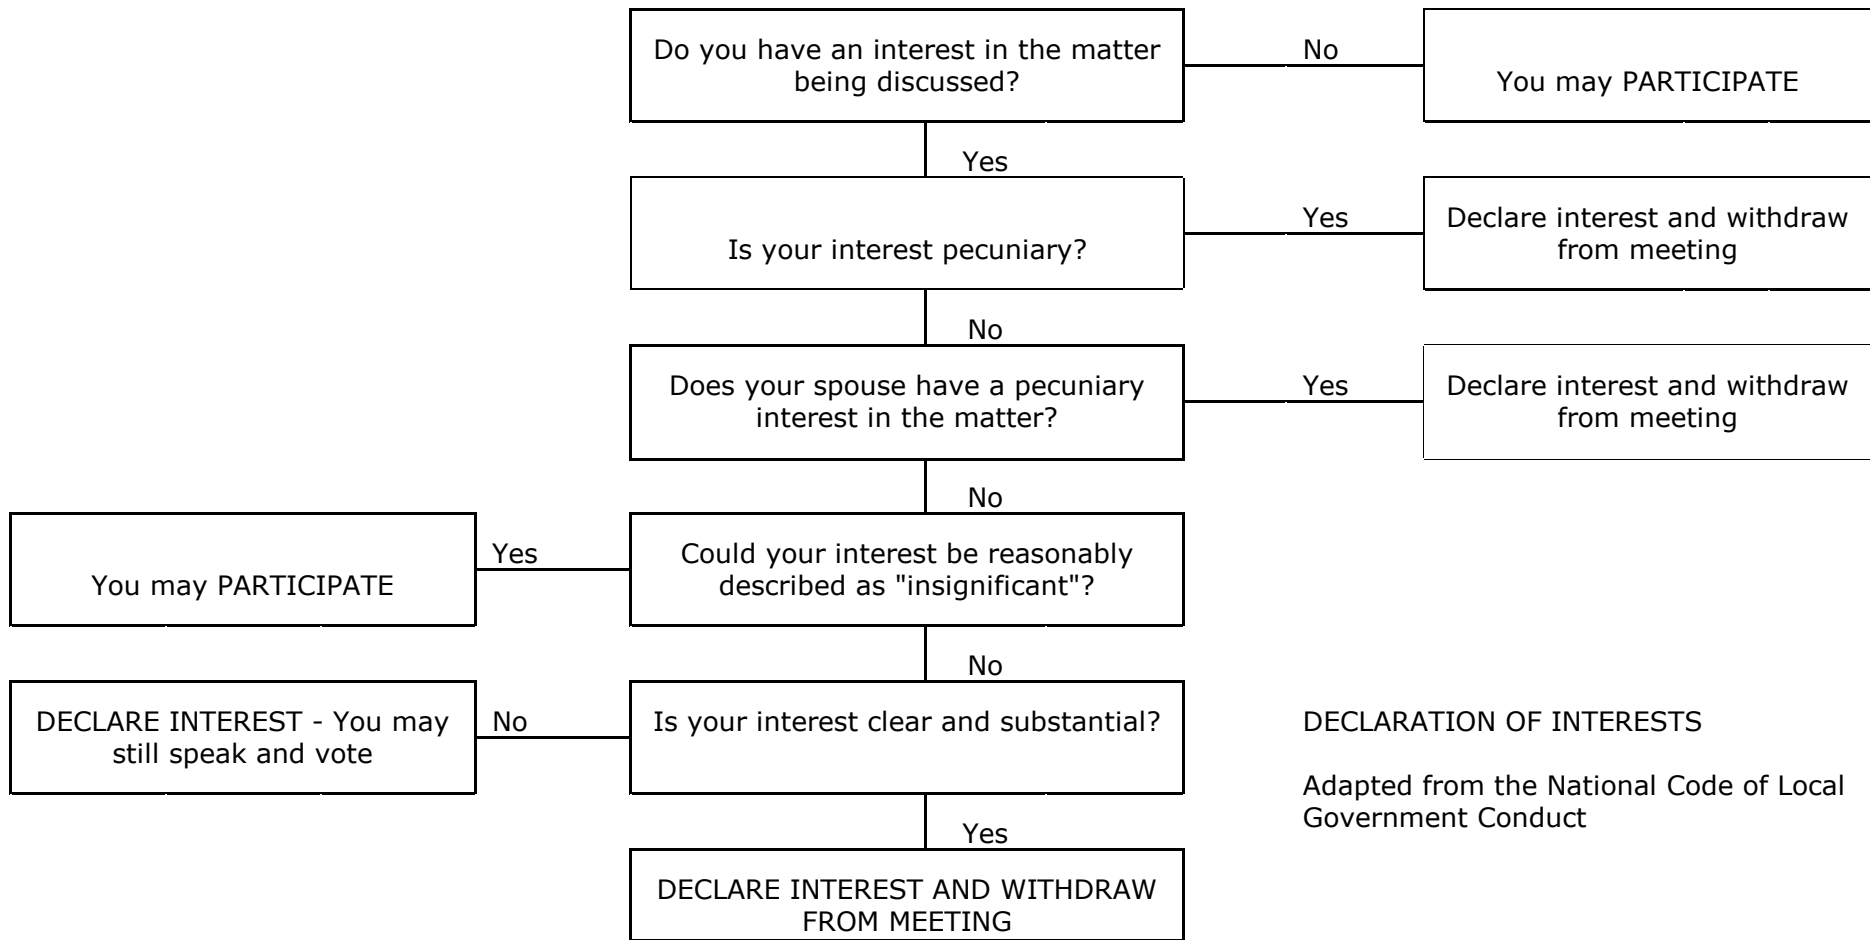 Do you have an interest in the matter
being discussed?
No
You may PARTICIPATE
Yes
Is your interest pecuniary?
Yes
Declare interest and withdraw
from meeting
No
Does your spouse have a pecuniary
interest in the matter?
Yes
Declare interest and withdraw
from meeting
No
You may PARTICIPATE
Yes
Could your interest be reasonably
described as "insignificant"?
No
DECLARE INTEREST - You may
still speak and vote
No
Is your interest clear and substantial?
DECLARATION OF INTERESTS
Adapted from the National Code of Local
Government Conduct
Yes
DECLARE INTEREST AND WITHDRAW
FROM MEETING